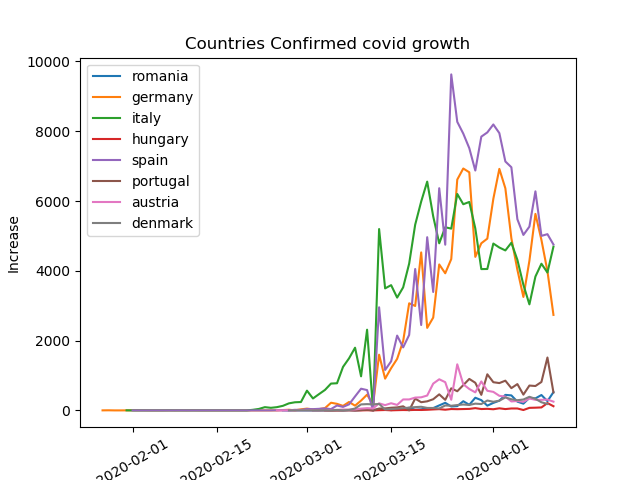 Countries Confirmed covid growth
10000
8000
6000
4000
2000
0
Increase
romania
germany
italy
hungary
spain
portugal
austria
denmark
2020-02-01
2020-02-15
2020-03-01
2020-03-15
2020-04-01